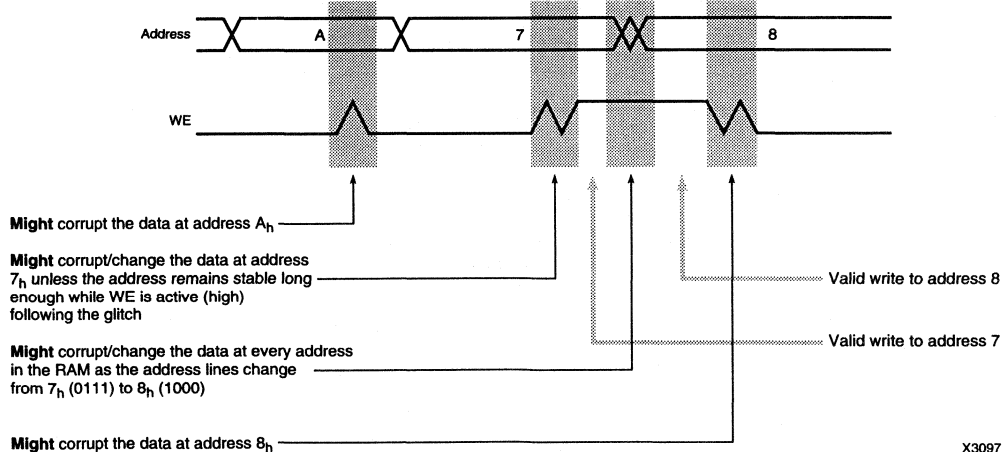 Address
A
7
8
WE
Might corrupt the data at address Ah
Might corrupt/change the data at address
7h unless the address remains stable long
enough while WE is active (high)
following the glitch
Valid write to address 8
Valid write to address 7
Might corrupt/change the data at every address
in the RAM as the address lines change
from 7h (0111) to 8h (1000)
Might corrupt the data at address 8h
X3097